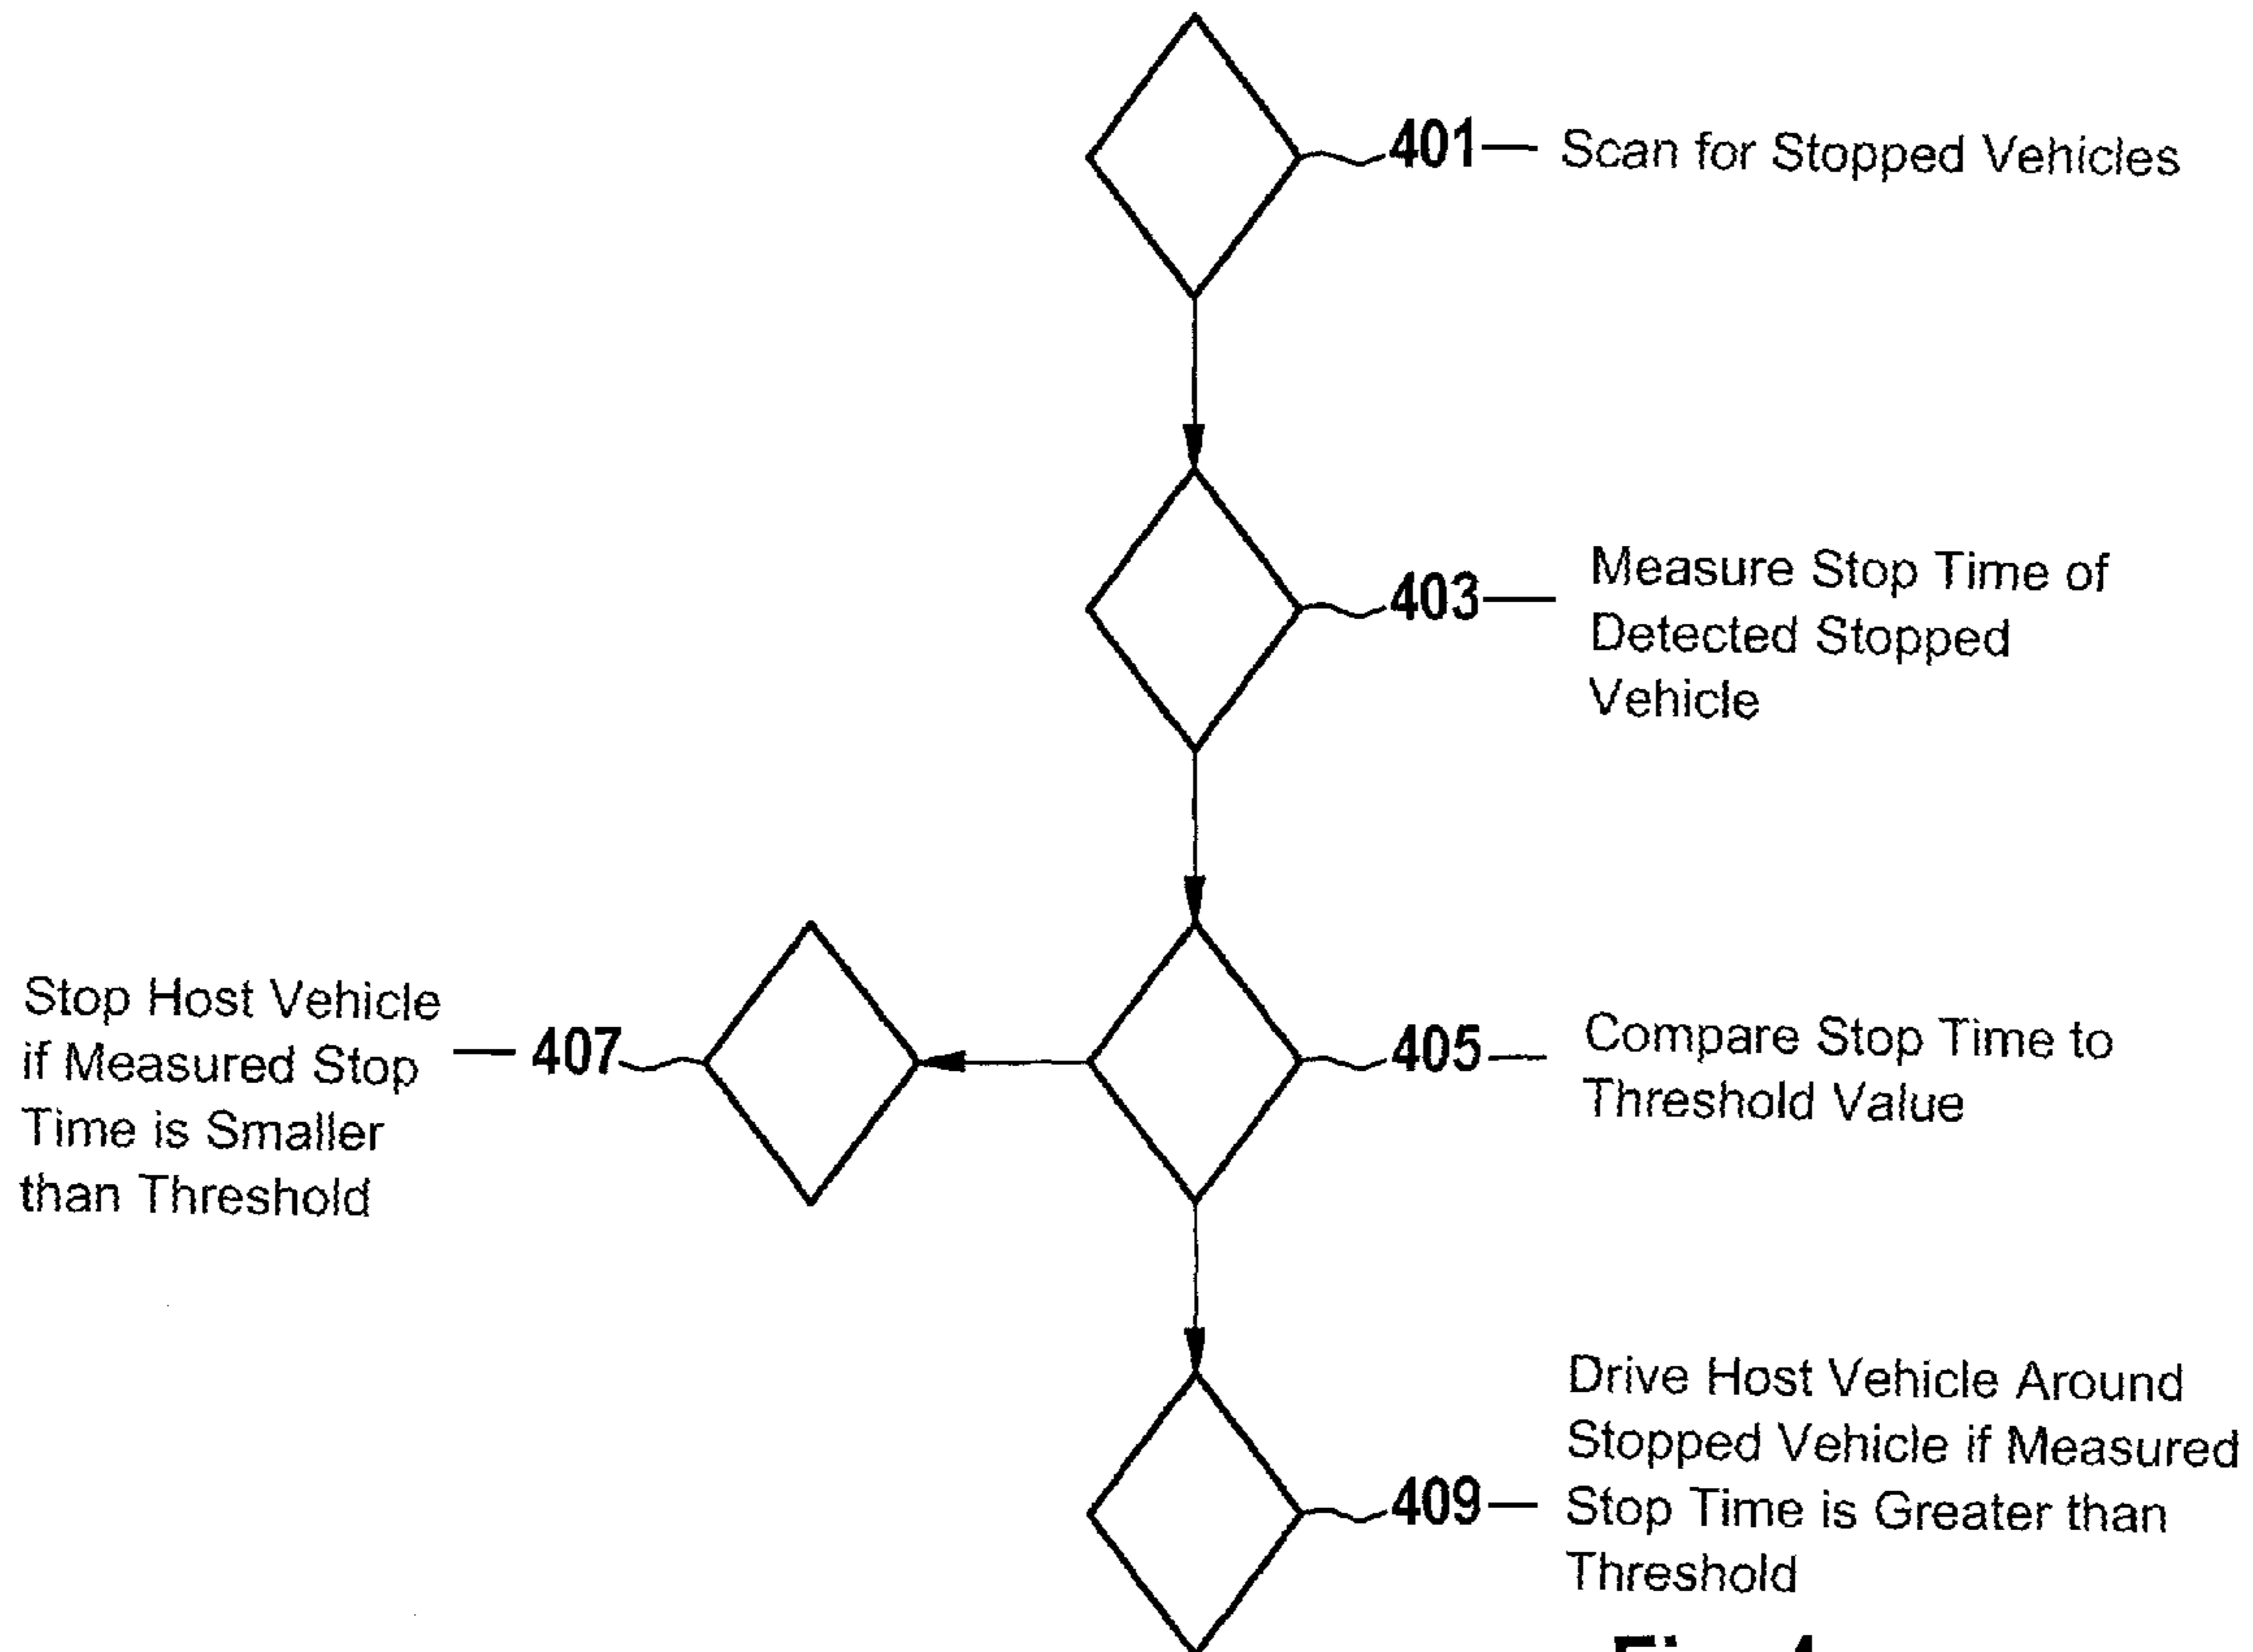 401 — Scan for Stopped Vehicles
403 — Measure Stop Time of
Detected Stopped
Vehicle
Stop Host Vehicle
if Measured Stop
Time is Smaller
than Threshold
— 407
405 — Compare Stop Time to
Threshold Value
409 — Drive Host Vehicle Around
Stopped Vehicle if Measured
Stop Time is Greater than
Threshold